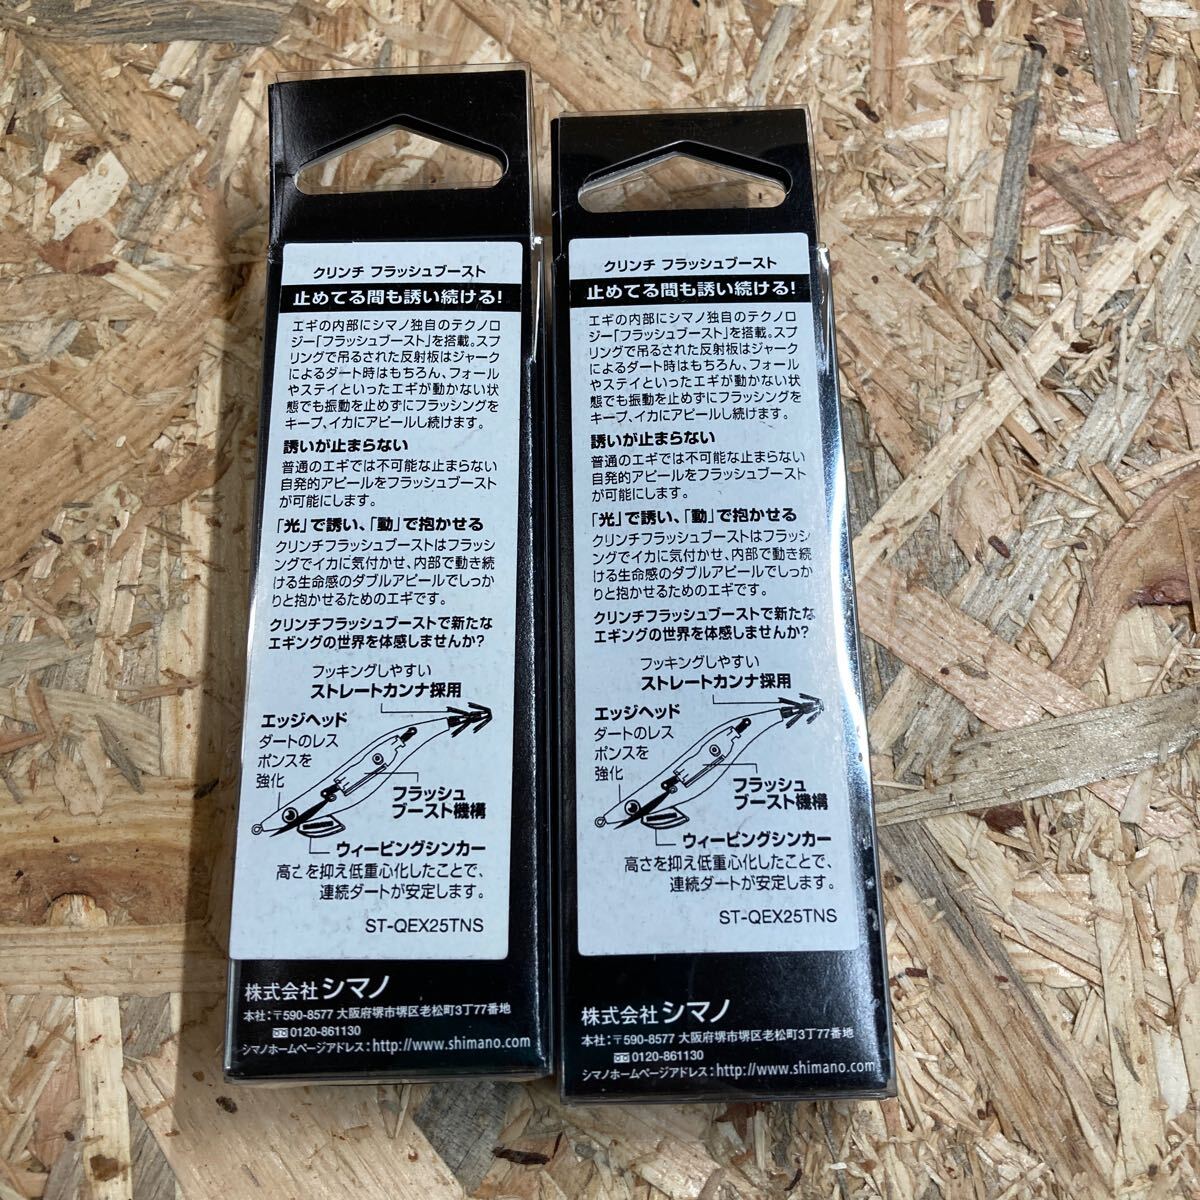 クリンチ フラッシュブースト
止めてる間も誘い続ける!
エギの内部にシマノ独自のテクノロ
ジー「フラッシュブースト」を搭載。スプ
リングで吊るされた反射板はジャーク
によるダート時はもちろん、フォール
やステイといったエギが動かない状
態でも振動を止めずにフラッシングを
キープ、イカにアピールし続けます。
誘いが止まらない
普通のエギでは不可能な止まらない
自発的アピールをフラッシュブースト
が可能にします。
「光」で誘い、「動」で抱かせる
クリンチフラッシュブーストはフラッシ
ングでイカに気付かせ、内部で動き続
ける生命感のダブルアピールでしっか
りと抱かせるためのエギです。
クリンチフラッシュブーストで新たな
エギングの世界を体感しませんか?
フッキングしやすい
ストレートカンナ採用
エッジヘッド
ダートのレス
ポンスを
強化
フラッシュ
ブースト機構
ウィーピングシンカー
高さを抑え低重心化したことで、
連続ダートが安定します。
ST-QEX25TNS
株式会社シマノ
本社:〒590-8577 大阪府堺市堺区老松町3丁77番地
0120-861130
シマノホームページアドレス:http://www.shimano.com
クリンチ フラッシュブースト
止めてる間も誘い続ける!
エギの内部にシマノ独自のテクノロ
ジー「フラッシュブースト」を搭載。スプ
リングで吊るされた反射板はジャーク
によるダート時はもちろん、フォール
やステイといったエギが動かない状
態でも振動を止めずにフラッシングを
キープ、イカにアピールし続けます。
誘いが止まらない
普通のエギでは不可能な止まらない
自発的アピールをフラッシュブースト
が可能にします。
「光」で誘い、「動」で抱かせる
クリンチフラッシュブーストはフラッシ
ングでイカに気付かせ、内部で動き続
ける生命感のダブルアピールでしっか
りと抱かせるためのエギです。
クリンチフラッシュブーストで新たな
エギングの世界を体感しませんか?
フッキングしやすい
ストレートカンナ採用
エッジヘッド
ダートのレス
ポンスを
強化
フラッシュ
ブースト機構
ウィーピングシンカー
高さを抑え低重心化したことで、
連続ダートが安定します。
ST-QEX25TNS
株式会社シマノ
本社:〒590-8577 大阪府堺市堺区老松町3丁77番地
0120-861130
シマノホームページアドレス:http://www.shimano.com